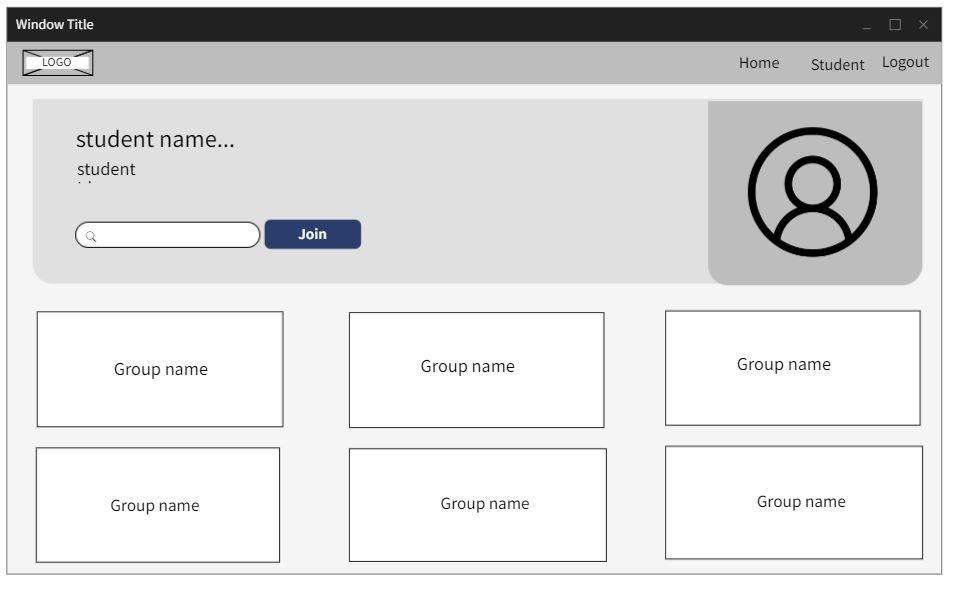 Window Title
LOGO
Home
Student
Logout
student name...
student
Join
Group name
Group name
Group name
Group name
Group name
Group name